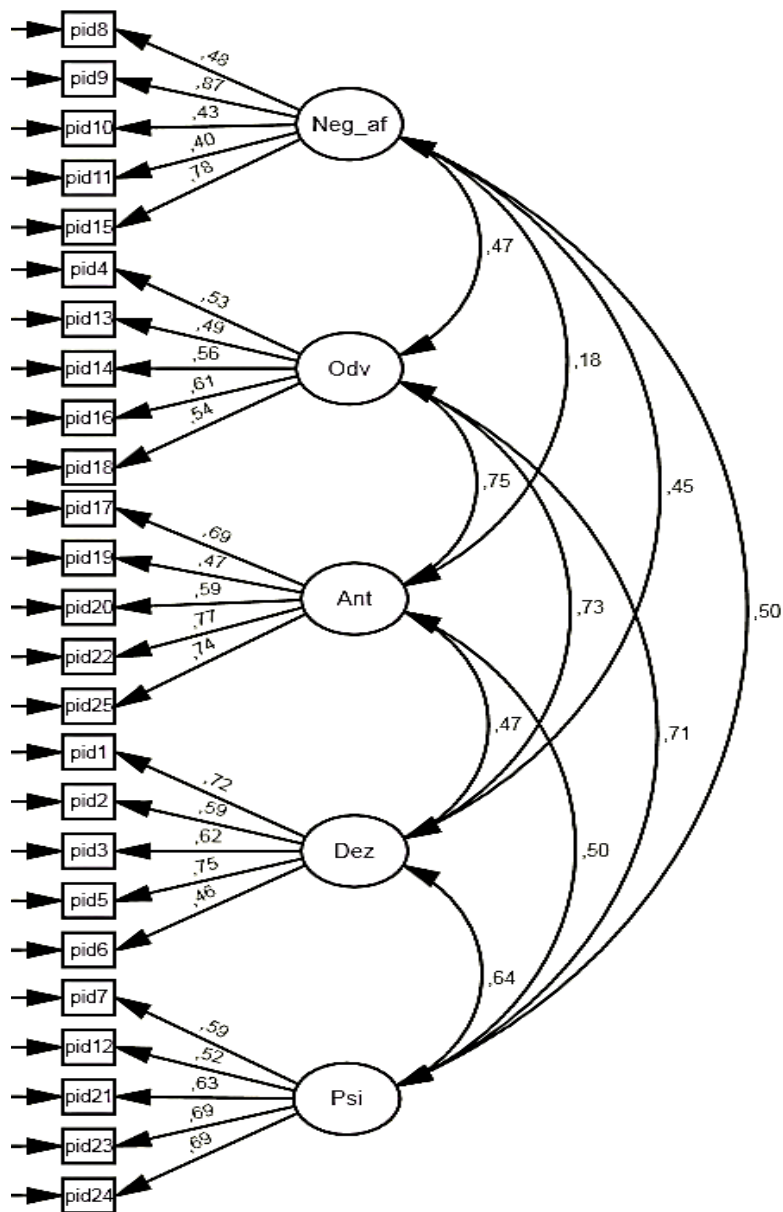 pid8
,48
pid9
,87
pid10
,43
pid11
,40
pid15
,78
Neg_af
pid4
,53
pid13
,49
pid14
,56
pid16
,61
pid18
,54
Odv
pid17
,69
pid19
,47
pid20
,59
pid22
,77
pid25
,74
Ant
pid1
,72
pid2
,59
pid3
,62
pid5
,75
pid6
,46
Dez
pid7
,59
pid12
,52
pid21
,63
pid23
,69
pid24
,69
Psi
,47
,18
,45
,50
,75
,73
,71
,47
,50
,64